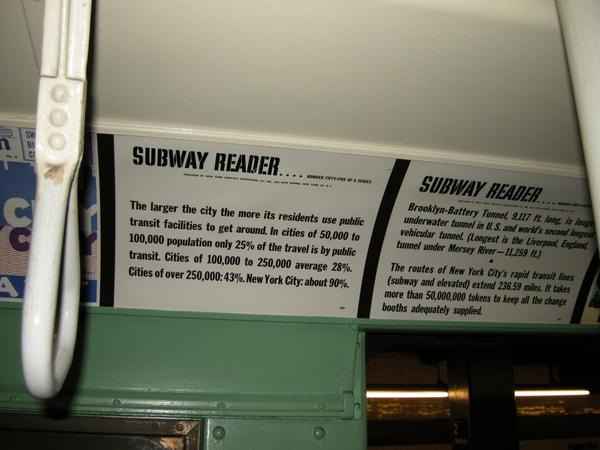 SUBWAY READER.... NUMBER FIFTY-FIVE OF A SERIES
The larger the city the more its residents use public
transit facilities to get around. In cities of 50,000 to
100,000 population only 25% of the travel is by public
transit. Cities of 100,000 to 250,000 average 28%.
Cities of over 250,000: 43%. New York City: about 90%.
SUBWAY READER....
Brooklyn-Battery Tunnel, 9,117 ft. long, is
underwater tunnel in U.S. and world's second
vehicular tunnel. (Longest is the Liverpool, England,
tunnel under Mersey River—11,259 ft.)
The routes of New York City's rapid transit lines
(subway and elevated) extend 236.59 miles. It takes
more than 50,000,000 tokens to keep all the change
booths adequately supplied.
2